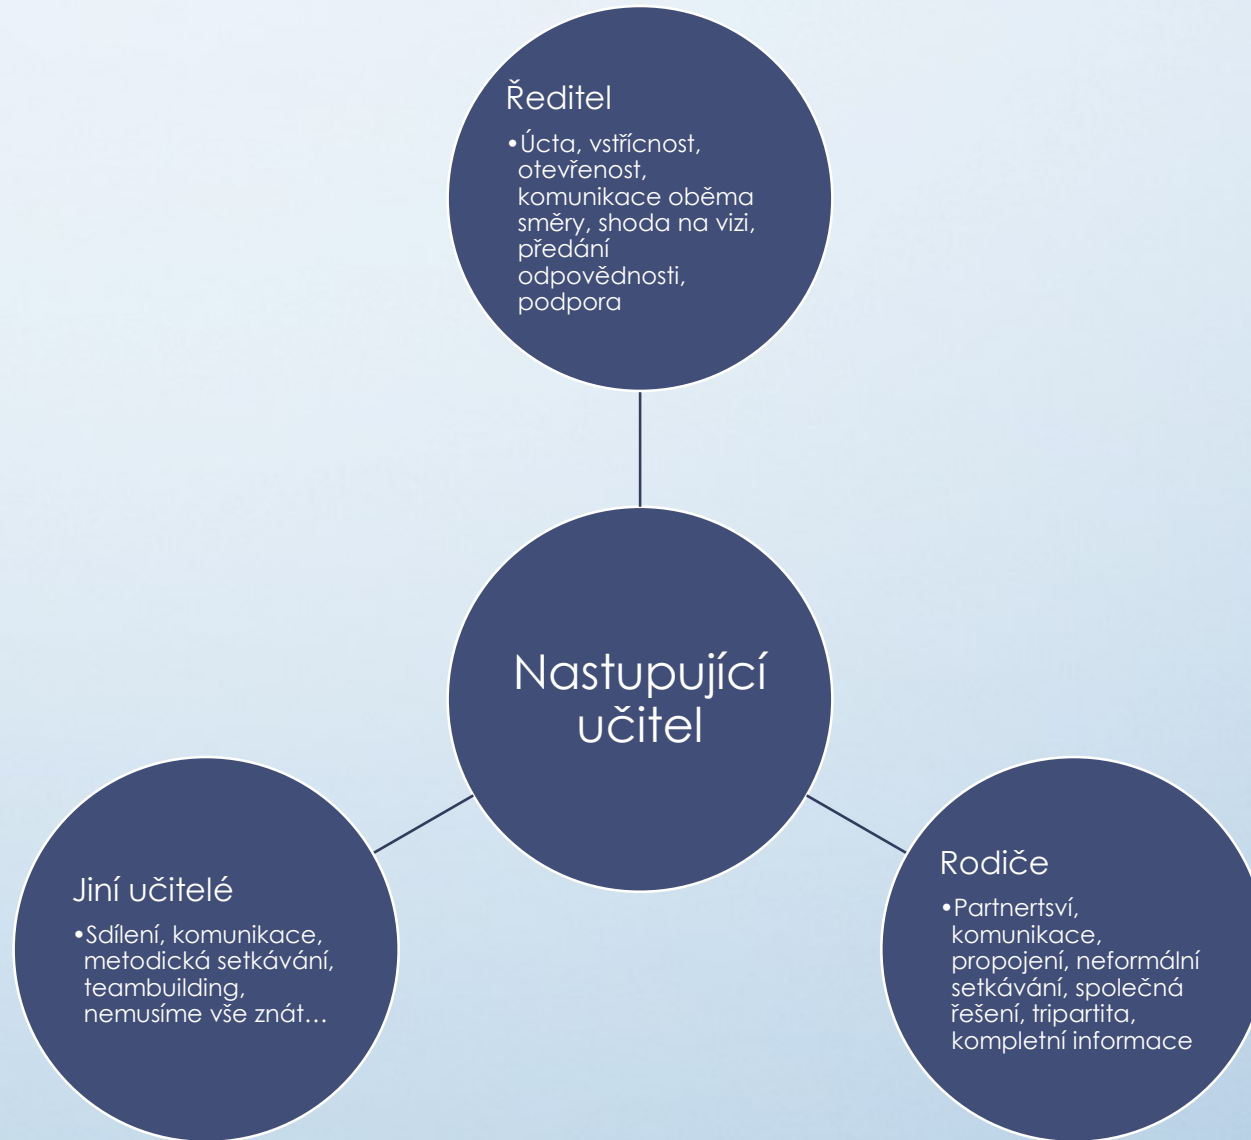 Ředitel
•Úcta, vstřícnost,
otevřenost,
komunikace oběma
směry, shoda na vizi,
předání
odpovědnosti,
podpora
Nastupující
učitel
Jiní učitelé
•Sdílení, komunikace,
metodická setkávání,
teambuilding,
nemusíme vše znát…
Rodiče
•Partnertsví,
komunikace,
propojení, neformální
setkávání, společná
řešení, tripartita,
kompletní informace